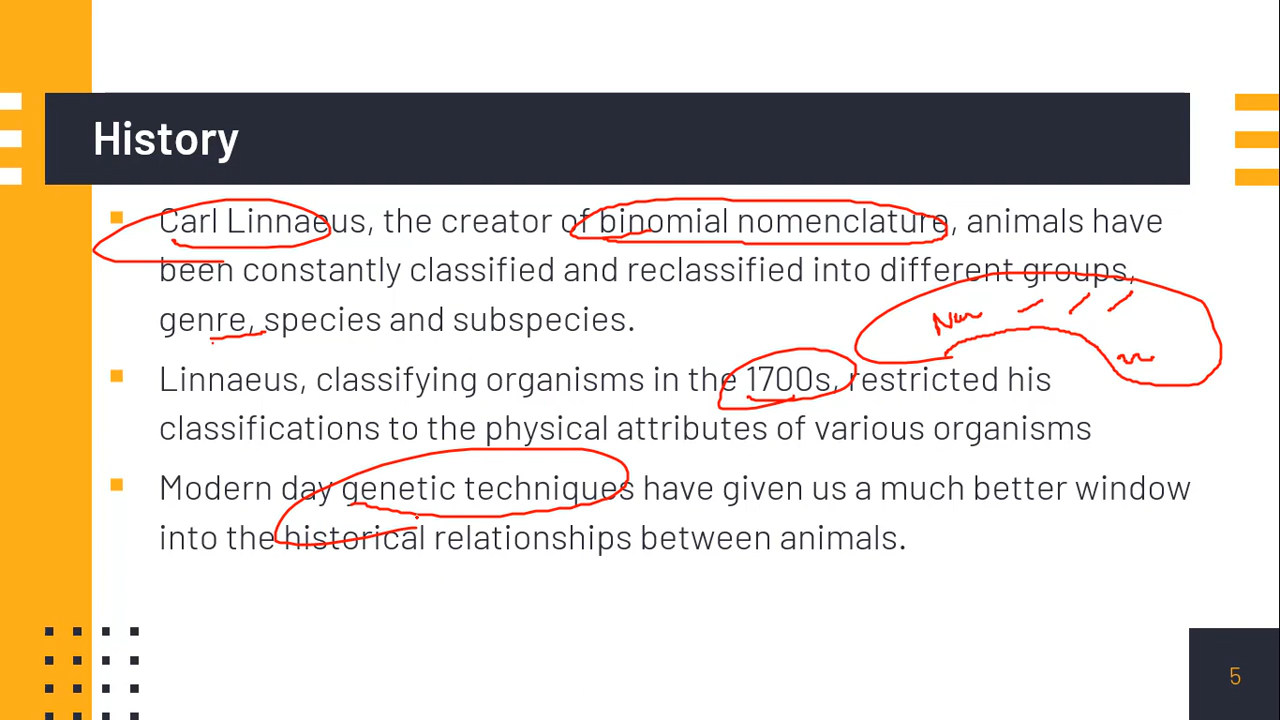 History
Carl Linnaeus, the creator of binomial nomenclature, animals have
been constantly classified and reclassified into different groups,
genre, species and subspecies.
Linnaeus, classifying organisms in the 1700s, restricted his
classifications to the physical attributes of various organisms
Modern day genetic techniques have given us a much better window
into the historical relationships between animals.
5